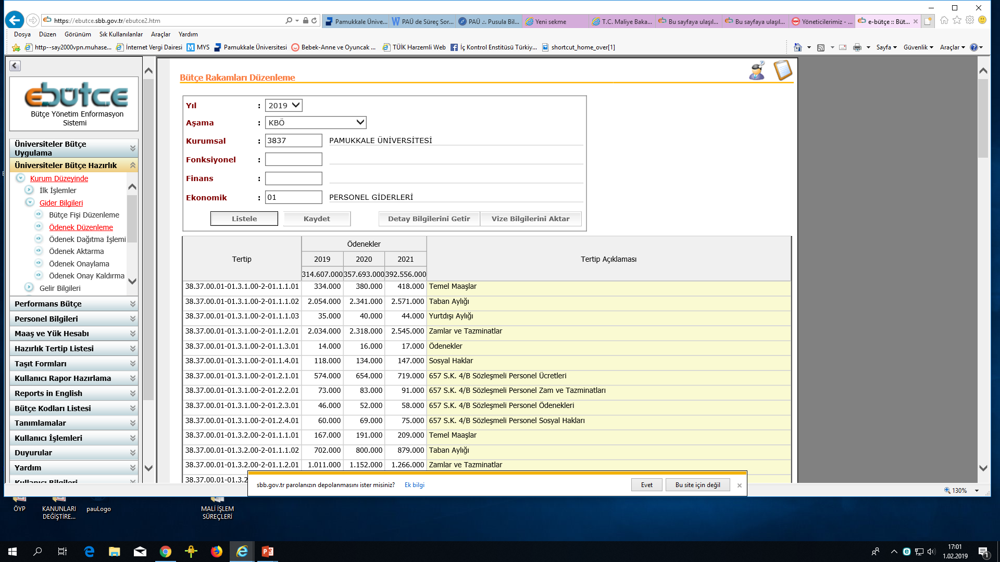 https://ebutce.sbb.gov.tr/ebutce2.htm
Pamukkale Ünive...
PAÜ de Süreç Sor...
PAÜ .:. Pusula Bil...
Yeni sekme
T.C. Maliye Baka...
Bu sayfaya ulaşıl...
Bu sayfaya ulaşıl...
Yöneticilerimiz - ...
e-bütçe :: Büt...
Dosya Düzen Görünüm Sık Kullanılanlar Araçlar Yardım
http--say2000vpn.muhase...
İnternet Vergi Dairesi
MYS
Pamukkale Üniversitesi
Bebek-Anne ve Oyuncak ...
TÜİK Harzemli Web
İç Kontrol Enstitüsü Türkiy...
shortcut_home_over[1]
Sayfa Güvenlik Araçlar
ebütçe
Bütçe Yönetim Enformasyon
Sistemi
Üniversiteler Bütçe
Uygulama
Üniversiteler Bütçe Hazırlık
Kurum Düzeyinde
İlk İşlemler
Gider Bilgileri
Bütçe Fişi Düzenleme
Ödenek Düzenleme
Ödenek Dağıtma İşlemi
Ödenek Aktarma
Ödenek Onaylama
Ödenek Onay Kaldırma
Gelir Bilgileri
Performans Bütçe
Personel Bilgileri
Maaş ve Yük Hesabı
Hazırlık Tertip Listesi
Taşıt Formları
Kullanıcı Rapor Hazırlama
Reports in English
Bütçe Kodları Listesi
Tanımlamalar
Kullanıcı İşlemleri
Duyurular
Yardım
Kullanıcı Bilgileri
Bütçe Rakamları Düzenleme
Yıl : 2019
Aşama : KBÖ
Kurumsal : 3837 PAMUKKALE ÜNİVERSİTESİ
Fonksiyonel :
Finans :
Ekonomik : 01 PERSONEL GİDERLERİ
Listele Kaydet Detay Bilgilerini Getir Vize Bilgilerini Aktar
Tertip Ödenekler Tertip Açıklaması
2019 2020 2021
314.607.000 357.693.000 392.556.000
38.37.00.01-01.3.1.00-2-01.1.1.01 334.000 380.000 418.000 Temel Maaşlar
38.37.00.01-01.3.1.00-2-01.1.1.02 2.054.000 2.341.000 2.571.000 Taban Aylığı
38.37.00.01-01.3.1.00-2-01.1.1.03 35.000 40.000 44.000 Yurtdışı Aylığı
38.37.00.01-01.3.1.00-2-01.1.2.01 2.034.000 2.318.000 2.545.000 Zamlar ve Tazminatlar
38.37.00.01-01.3.1.00-2-01.1.3.01 14.000 16.000 17.000 Ödenekler
38.37.00.01-01.3.1.00-2-01.1.4.01 118.000 134.000 147.000 Sosyal Haklar
38.37.00.01-01.3.1.00-2-01.2.1.01 574.000 654.000 719.000 657 S.K. 4/B Sözleşmeli Personel Ücretleri
38.37.00.01-01.3.1.00-2-01.2.2.01 73.000 83.000 91.000 657 S.K. 4/B Sözleşmeli Personel Zam ve Tazminatları
38.37.00.01-01.3.1.00-2-01.2.3.01 46.000 52.000 58.000 657 S.K. 4/B Sözleşmeli Personel Ödenekleri
38.37.00.01-01.3.1.00-2-01.2.4.01 60.000 69.000 75.000 657 S.K. 4/B Sözleşmeli Personel Sosyal Hakları
38.37.00.01-01.3.2.00-2-01.1.1.01 167.000 191.000 209.000 Temel Maaşlar
38.37.00.01-01.3.2.00-2-01.1.1.02 702.000 800.000 879.000 Taban Aylığı
38.37.00.01-01.3.2.00-2-01.1.2.01 1.011.000 1.152.000 1.266.000 Zamlar ve Tazminatlar
38.37.00.01-01.3.2
sbb.gov.tr parolanızın depolanmasını ister misiniz? Ek bilgi Evet Bu site için değil
130%
ÖYP
KANUNLARI
DEĞİŞTİRE...
pauLogo
MALİ İŞLEM
SÜREÇLERİ
17:01
1.02.2019
1